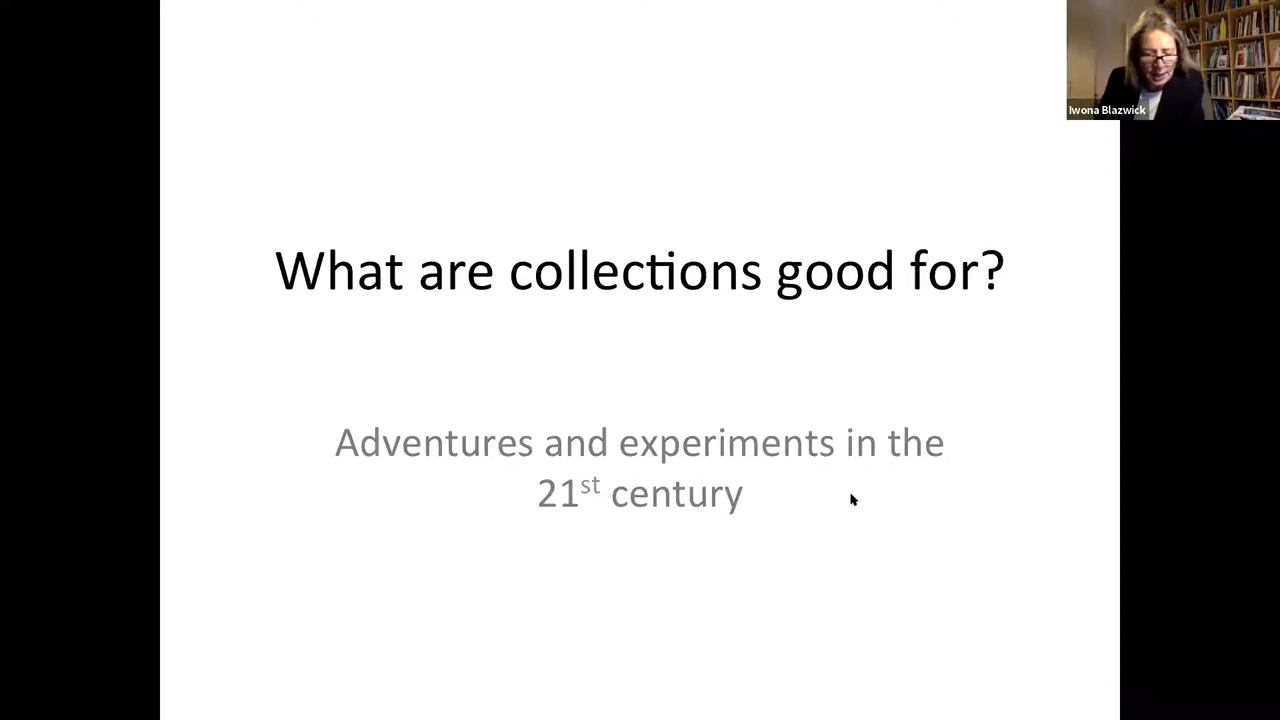 Iwona Blazwick
What are collections good for?
Adventures and experiments in the
21st century